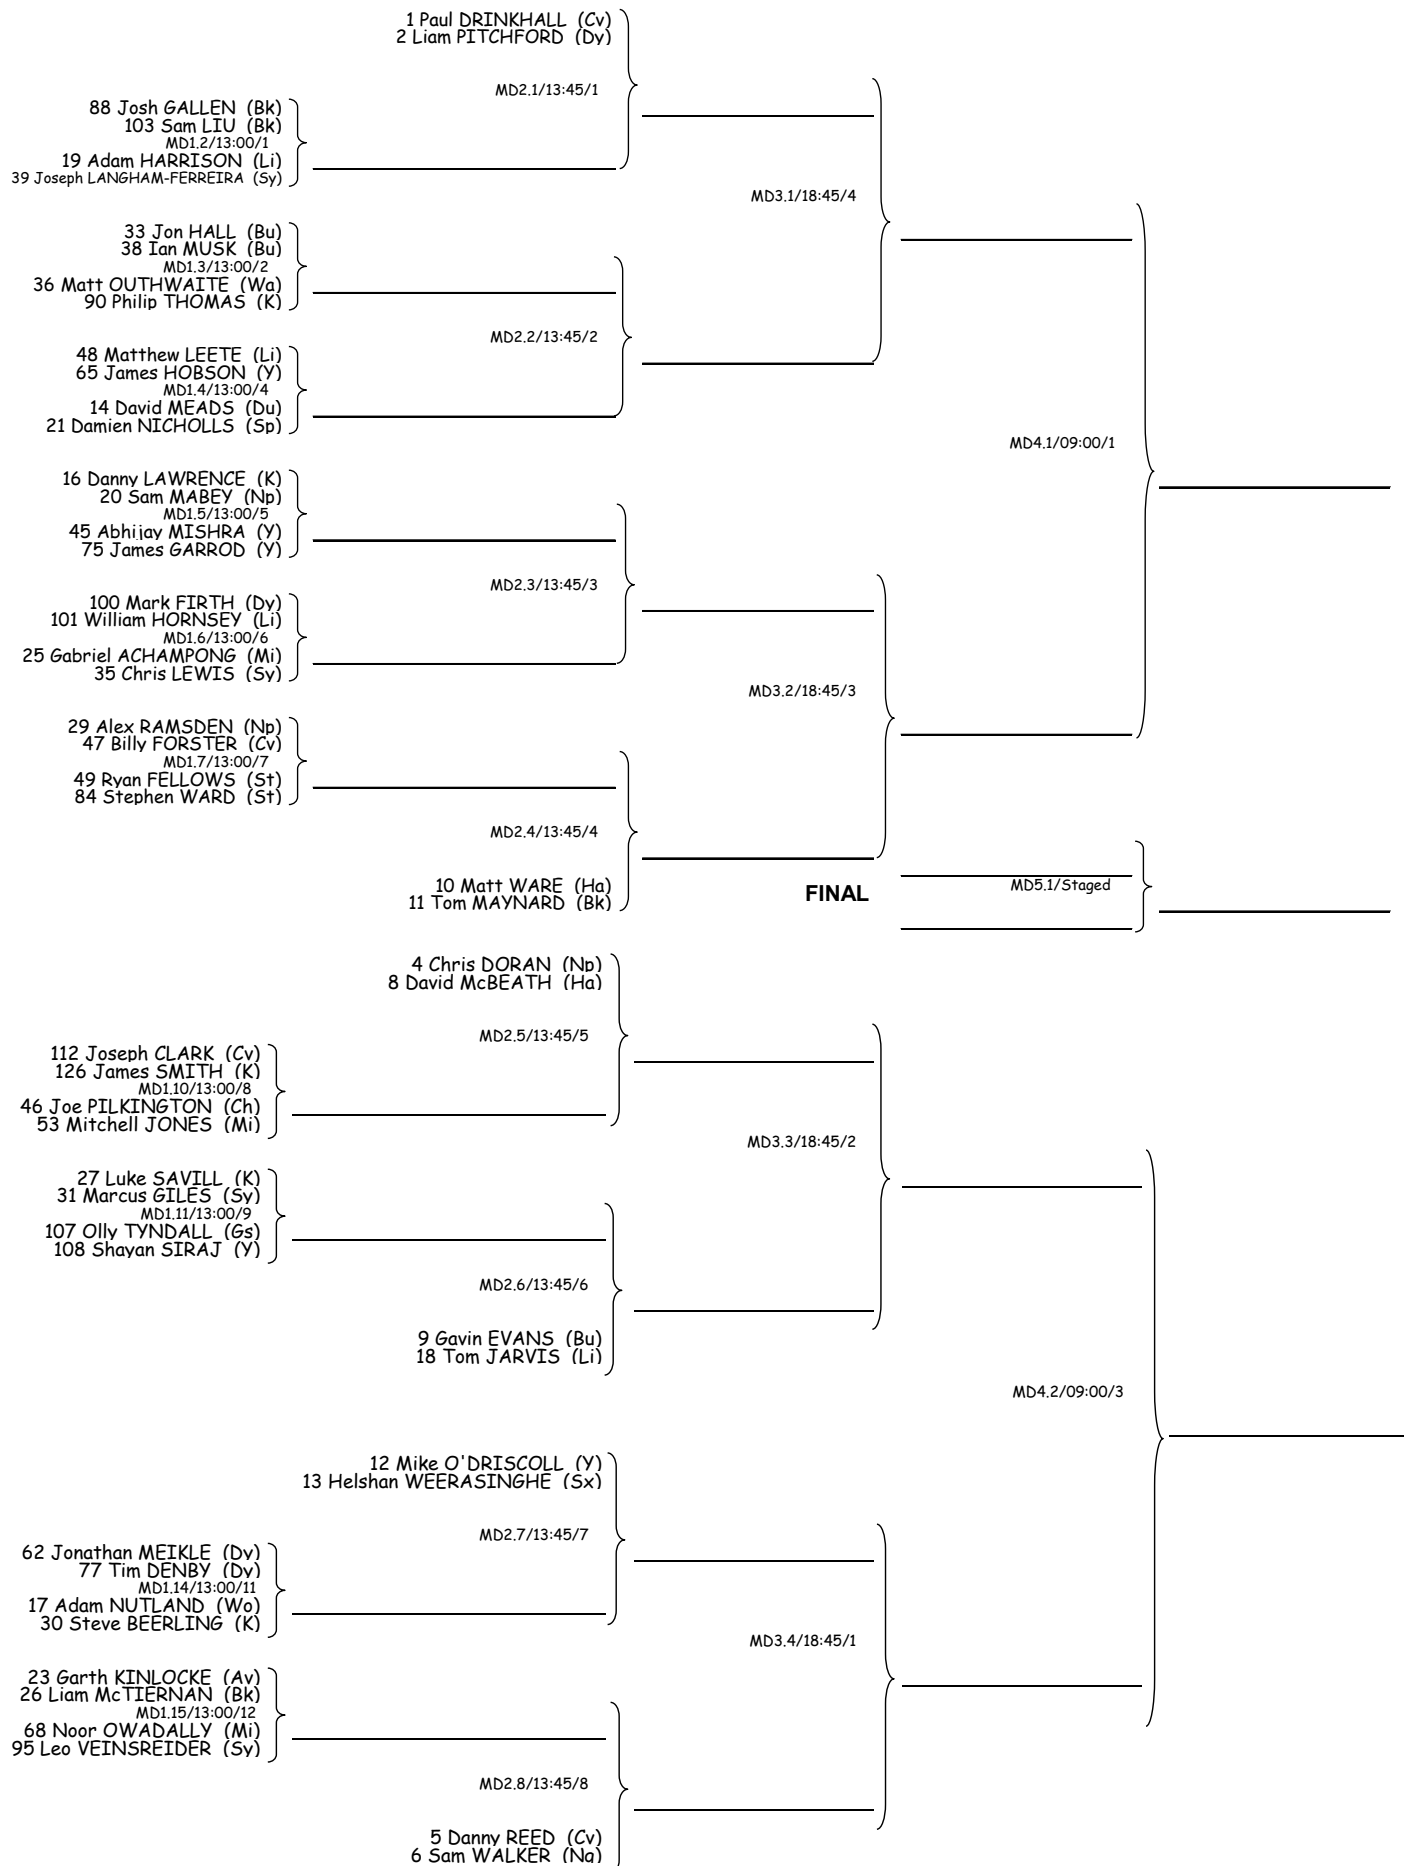 1 Paul DRINKHALL (Cv)
2 Liam PITCHFORD (Dy)
MD2.1/13:45/1
88 Josh GALLEN (Bk)
103 Sam LIU (Bk)
MD1.2/13:00/1
19 Adam HARRISON (Li)
39 Joseph LANGHAM-FERREIRA (Sy)
MD3.1/18:45/4
33 Jon HALL (Bu)
38 Ian MUSK (Bu)
MD1.3/13:00/2
36 Matt OUTHWAITE (Wa)
90 Philip THOMAS (K)
MD2.2/13:45/2
48 Matthew LEETE (Li)
65 James HOBSON (Y)
MD1.4/13:00/4
14 David MEADS (Du)
21 Damien NICHOLLS (Sp)
MD4.1/09:00/1
16 Danny LAWRENCE (K)
20 Sam MABEY (Np)
MD1.5/13:00/5
45 Abhijay MISHRA (Y)
75 James GARROD (Y)
MD2.3/13:45/3
100 Mark FIRTH (Dy)
101 William HORNSEY (Li)
MD1.6/13:00/6
25 Gabriel ACHAMPONG (Mi)
35 Chris LEWIS (Sy)
MD3.2/18:45/3
29 Alex RAMSDEN (Np)
47 Billy FORSTER (Cv)
MD1.7/13:00/7
49 Ryan FELLOWS (St)
84 Stephen WARD (St)
MD2.4/13:45/4
10 Matt WARE (Ha)
11 Tom MAYNARD (Bk)
FINAL
MD5.1/Staged
4 Chris DORAN (Np)
8 David McBEATH (Ha)
MD2.5/13:45/5
112 Joseph CLARK (Cv)
126 James SMITH (K)
MD1.10/13:00/8
46 Joe PILKINGTON (Ch)
53 Mitchell JONES (Mi)
MD3.3/18:45/2
27 Luke SAVILL (K)
31 Marcus GILES (Sy)
MD1.11/13:00/9
107 Olly TYNDALL (Gs)
108 Shayan SIRAJ (Y)
MD2.6/13:45/6
9 Gavin EVANS (Bu)
18 Tom JARVIS (Li)
MD4.2/09:00/3
12 Mike O'DRISCOLL (Y)
13 Helshan WEERASINGHE (Sx)
MD2.7/13:45/7
62 Jonathan MEIKLE (Dy)
77 Tim DENBY (Dy)
MD1.14/13:00/11
17 Adam NUTLAND (Wo)
30 Steve BEERLING (K)
MD3.4/18:45/1
23 Garth KINLOCKE (Av)
26 Liam McTIERNAN (Bk)
MD1.15/13:00/12
68 Noor OWADALLY (Mi)
95 Leo VEINSREIDER (Sy)
MD2.8/13:45/8
5 Danny REED (Cv)
6 Sam WALKER (Ng)